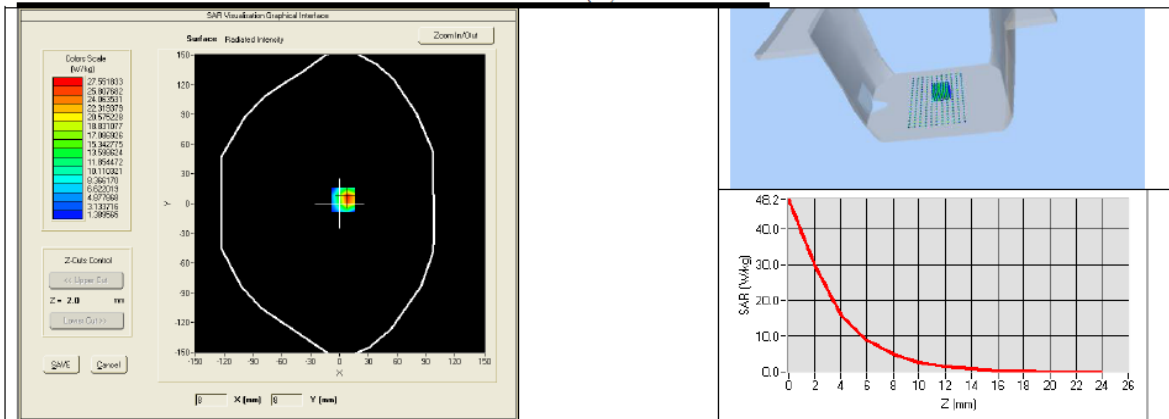 SAR Visualisation Graphical Interface
Surface Radiated Intensity
Zoom In/Out
Colors Scale
(W/kg)
27.551833
25.807682
24.063531
22.319379
20.575228
18.831077
17.086926
15.342775
13.598624
11.854472
10.110321
8.366170
6.622019
4.877868
3.133716
1.389565
150
120
90
60
30
0
-30
-60
-90
-120
-150
Y
-150 -120 -90 -60 -30 0 30 60 90 120 150
X
Z-Cuts Control
<< Upper Cut
Z = 2.0 mm
Lower Cut >>
SAVE Cancel
8 X (mm) 8 Y (mm)
48.2
40.0
30.0
20.0
10.0
0.0
SAR (W/kg)
0 2 4 6 8 10 12 14 16 18 20 22 24 26
Z (mm)